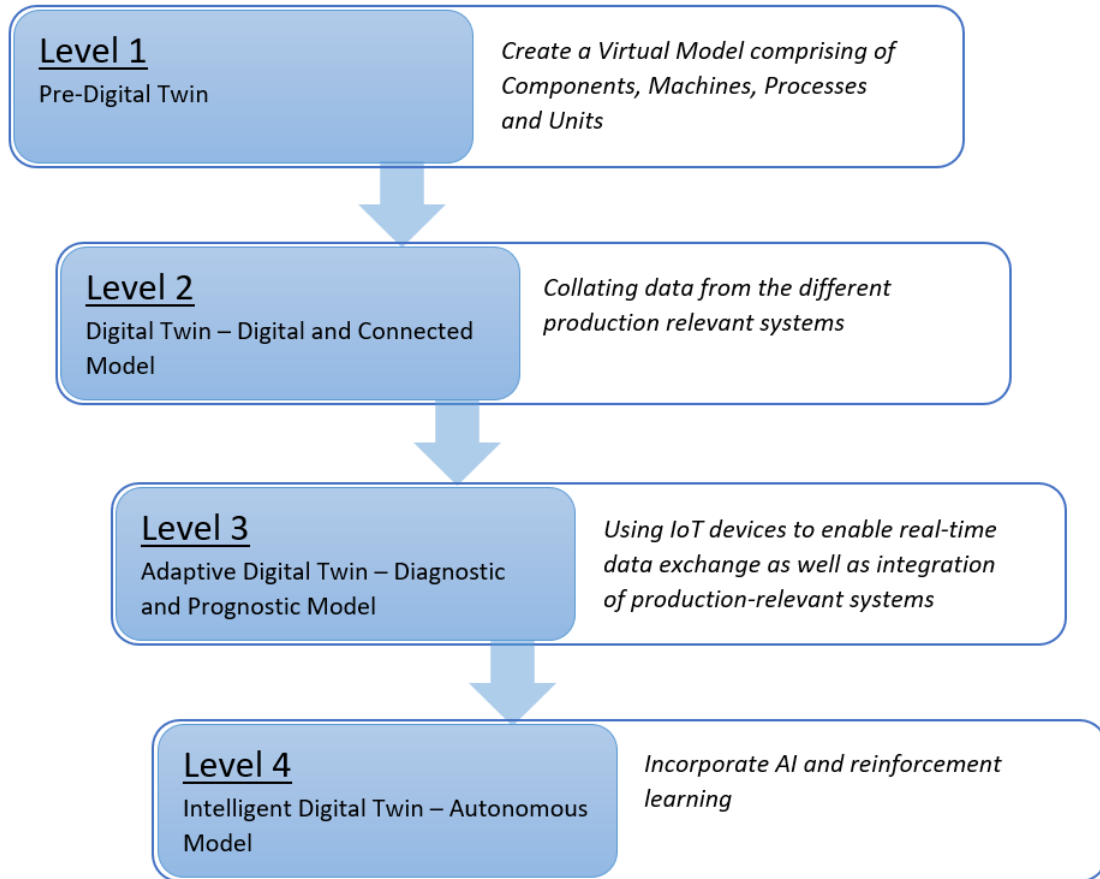 Level 1
Pre-Digital Twin
Create a Virtual Model comprising of
Components, Machines, Processes
and Units
Level 2
Digital Twin – Digital and Connected
Model
Collating data from the different
production relevant systems
Level 3
Adaptive Digital Twin – Diagnostic
and Prognostic Model
Using IoT devices to enable real-time
data exchange as well as integration
of production-relevant systems
Level 4
Intelligent Digital Twin – Autonomous
Model
Incorporate AI and reinforcement
learning